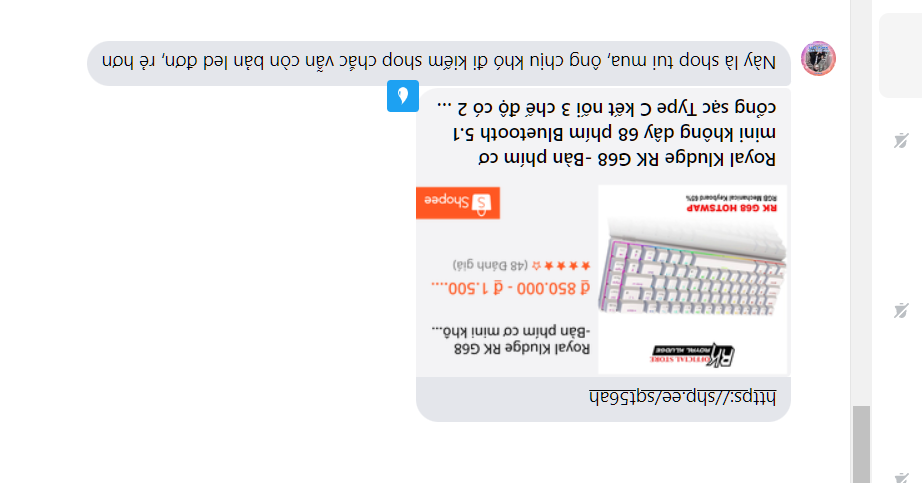 https://shp.ee/sqt56ah
OFFICIAL STORE
RK ROYAL KLUDGE
RK G68 HOTSWAP
RGB Mechanical Keyboard 65%
Royal Kludge RK G68
-Bàn phím cơ mini khô...
₫ 850.000 - ₫ 1.500....
★★★★☆ (48 Đánh giá)
Shopee
Royal Kludge RK G68 -Bàn phím cơ
mini không dây 68 phím Bluetooth 5.1
cổng sạc Type C kết nối 3 chế độ có 2 ...
Này là shop tui mua, ông chịu khó đi kiếm shop chắc vẫn còn bản led đơn, rẻ hơn